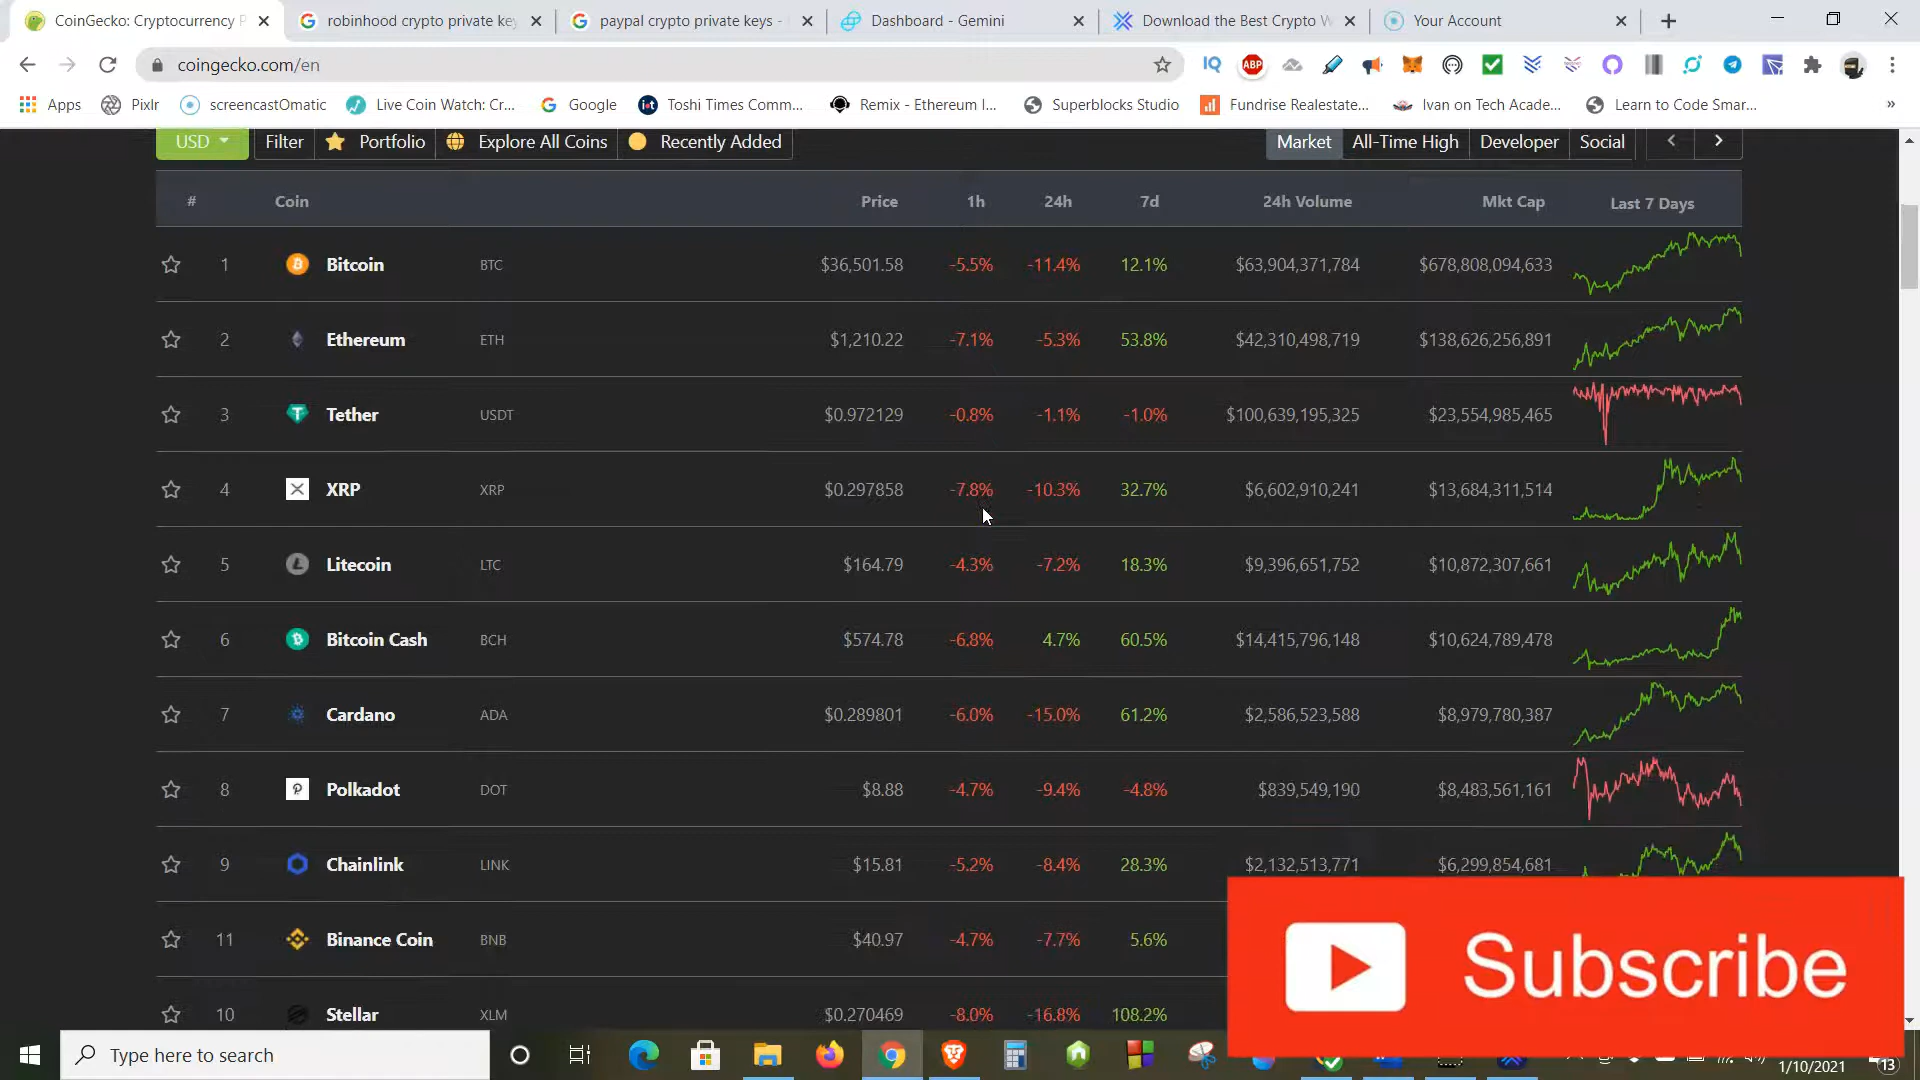 CoinGecko: Cryptocurrency P
robinhood crypto private key
paypal crypto private keys -
Dashboard - Gemini
Download the Best Crypto W
Your Account
coingecko.com/en
IQ
ABP
Apps
Pixlr
screencastOmatic
Live Coin Watch: Cr...
Google
Toshi Times Comm...
Remix - Ethereum I...
Superblocks Studio
Fundrise Realestate...
Ivan on Tech Acade...
Learn to Code Smar...
»
USD Filter Portfolio Explore All Coins Recently Added Market All-Time High Developer Social
# Coin Price 1h 24h 7d 24h Volume Mkt Cap Last 7 Days
1 Bitcoin BTC $36,501.58 -5.5% -11.4% 12.1% $63,904,371,784 $678,808,094,633
2 Ethereum ETH $1,210.22 -7.1% -5.3% 53.8% $42,310,498,719 $138,626,256,891
3 Tether USDT $0.972129 -0.8% -1.1% -1.0% $100,639,195,325 $23,554,985,465
4 XRP XRP $0.297858 -7.8% -10.3% 32.7% $6,602,910,241 $13,684,311,514
5 Litecoin LTC $164.79 -4.3% -7.2% 18.3% $9,396,651,752 $10,872,307,661
6 Bitcoin Cash BCH $574.78 -6.8% 4.7% 60.5% $14,415,796,148 $10,624,789,478
7 Cardano ADA $0.289801 -6.0% -15.0% 61.2% $2,586,523,588 $8,979,780,387
8 Polkadot DOT $8.88 -4.7% -9.4% -4.8% $839,549,190 $8,483,561,161
9 Chainlink LINK $15.81 -5.2% -8.4% 28.3% $2,132,513,771 $6,299,854,681
11 Binance Coin BNB $40.97 -4.7% -7.7% 5.6%
10 Stellar XLM $0.270469 -8.0% -16.8% 108.2%
Subscribe
Type here to search
1/10/2021
13